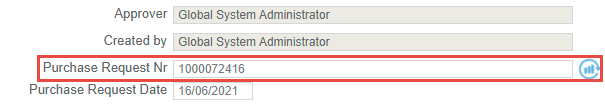 Approver Global System Administrator
Created by Global System Administrator
Purchase Request Nr 1000072416
Purchase Request Date 16/06/2021